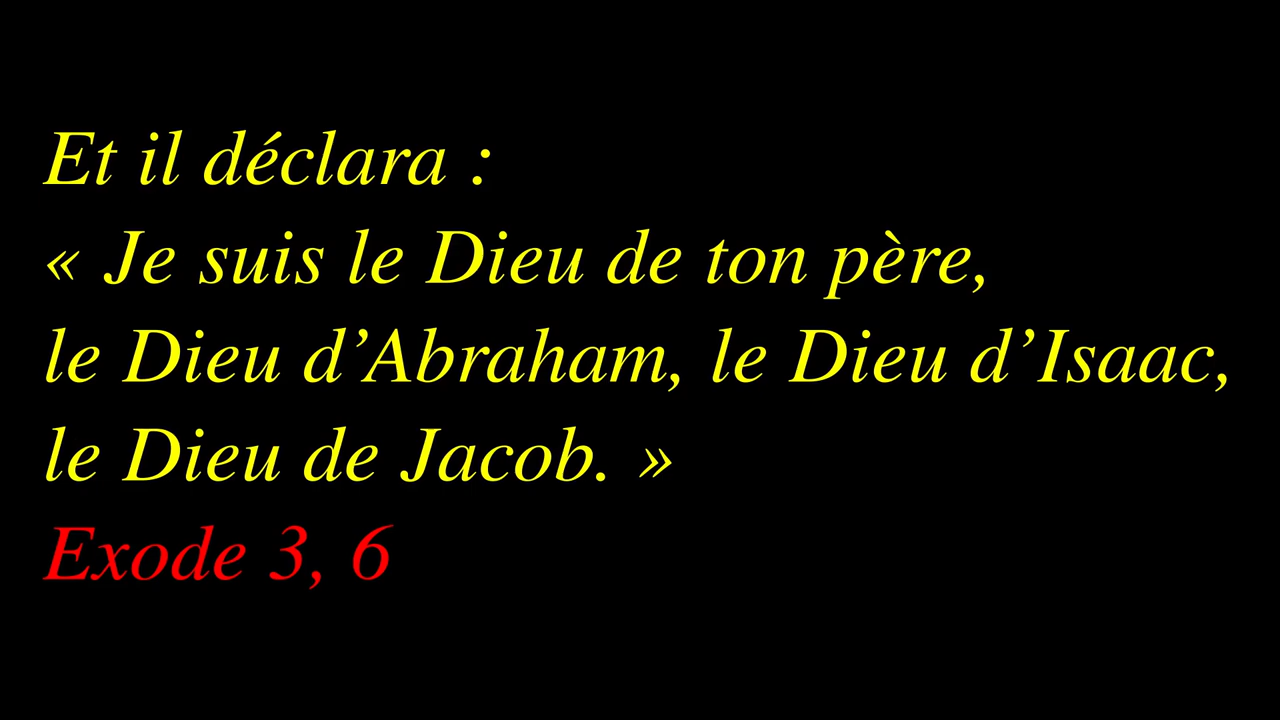 Et il déclara :
« Je suis le Dieu de ton père,
le Dieu d’Abraham, le Dieu d’Isaac,
le Dieu de Jacob. »
Exode 3, 6